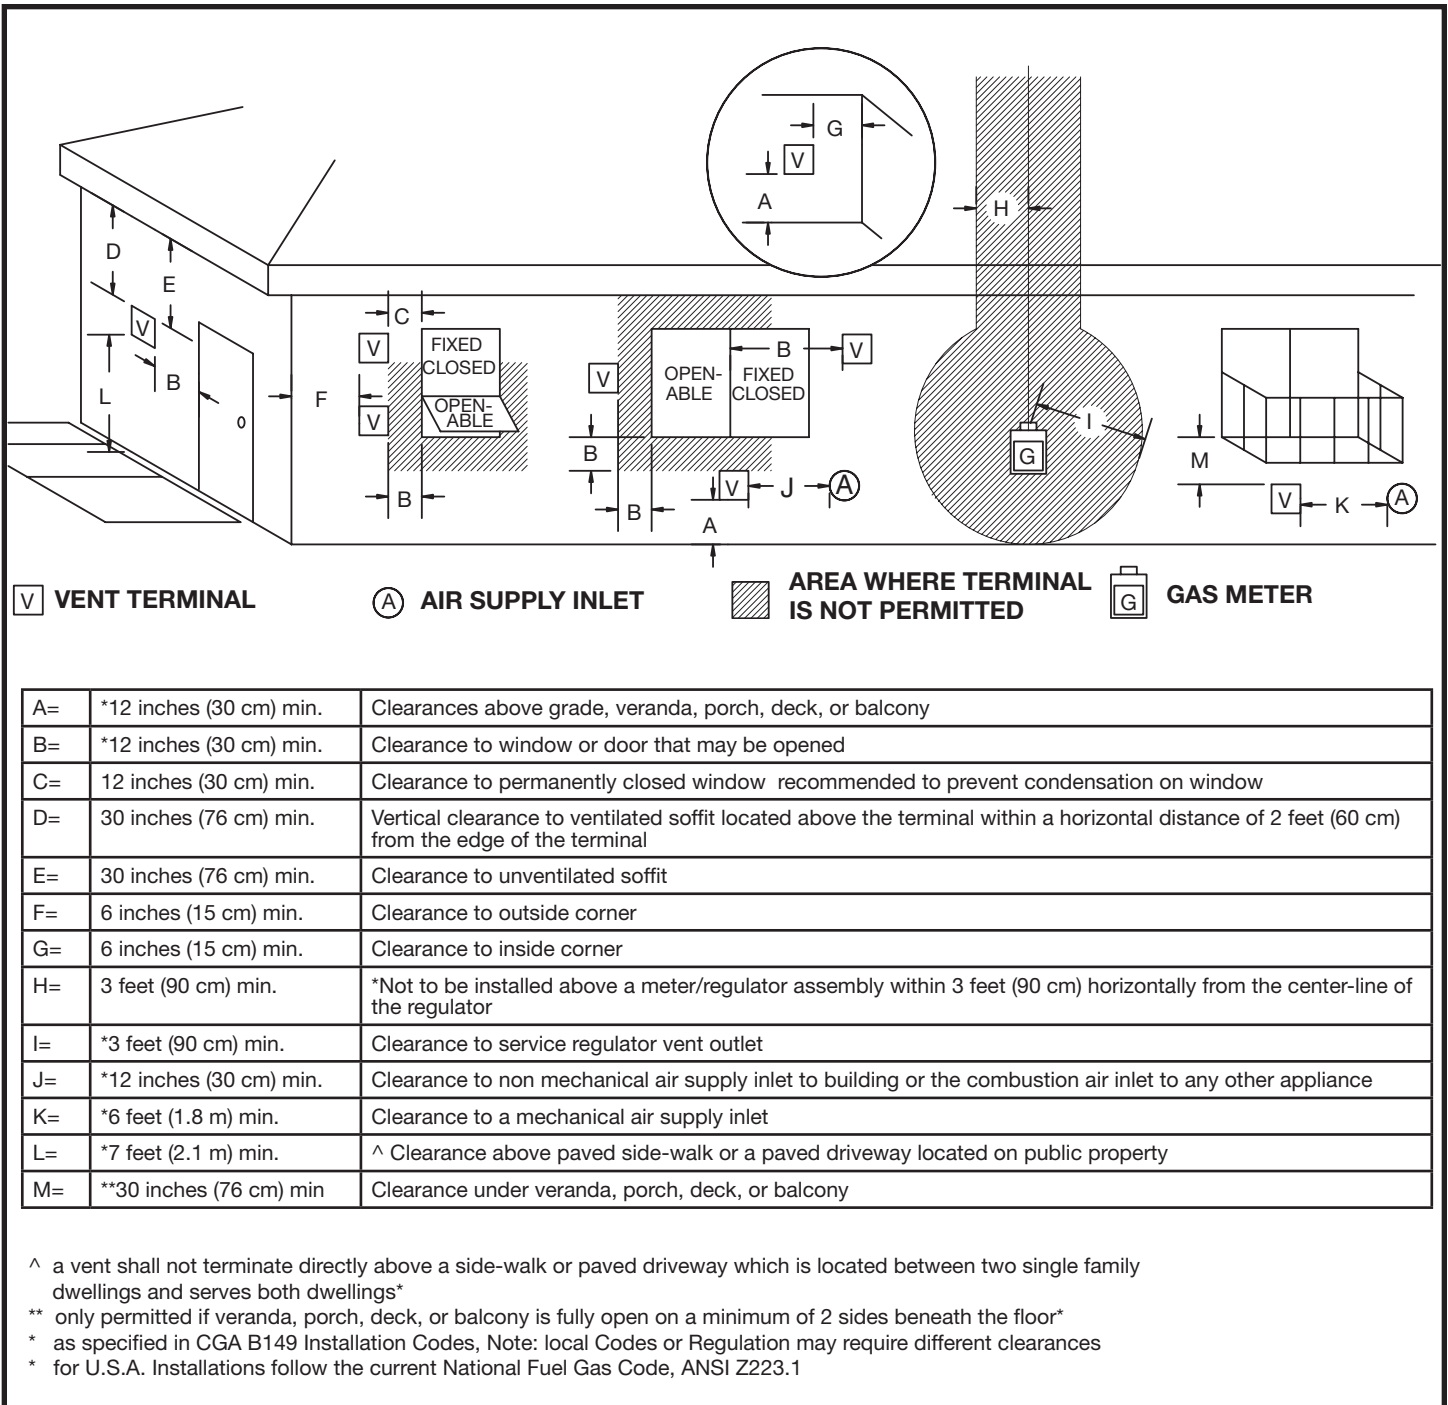 G
V
A
H
D
E
C
V
FIXED
CLOSED
V
B
L
F
V
OPEN-
ABLE
V
OPEN-
ABLE
FIXED
CLOSED
B
V
I
G
B
B
B
V
J
A
A
M
V
K
A
V VENT TERMINAL
A AIR SUPPLY INLET
AREA WHERE TERMINAL
IS NOT PERMITTED
G GAS METER
A= *12 inches (30 cm) min. Clearances above grade, veranda, porch, deck, or balcony
B= *12 inches (30 cm) min. Clearance to window or door that may be opened
C= 12 inches (30 cm) min. Clearance to permanently closed window recommended to prevent condensation on window
D= 30 inches (76 cm) min. Vertical clearance to ventilated soffit located above the terminal within a horizontal distance of 2 feet (60 cm)
from the edge of the terminal
E= 30 inches (76 cm) min. Clearance to unventilated soffit
F= 6 inches (15 cm) min. Clearance to outside corner
G= 6 inches (15 cm) min. Clearance to inside corner
H= 3 feet (90 cm) min. *Not to be installed above a meter/regulator assembly within 3 feet (90 cm) horizontally from the center-line of
the regulator
I= *3 feet (90 cm) min. Clearance to service regulator vent outlet
J= *12 inches (30 cm) min. Clearance to non mechanical air supply inlet to building or the combustion air inlet to any other appliance
K= *6 feet (1.8 m) min. Clearance to a mechanical air supply inlet
L= *7 feet (2.1 m) min. ^ Clearance above paved side-walk or a paved driveway located on public property
M= **30 inches (76 cm) min Clearance under veranda, porch, deck, or balcony
^ a vent shall not terminate directly above a side-walk or paved driveway which is located between two single family
dwellings and serves both dwellings*
** only permitted if veranda, porch, deck, or balcony is fully open on a minimum of 2 sides beneath the floor*
* as specified in CGA B149 Installation Codes, Note: local Codes or Regulation may require different clearances
* for U.S.A. Installations follow the current National Fuel Gas Code, ANSI Z223.1